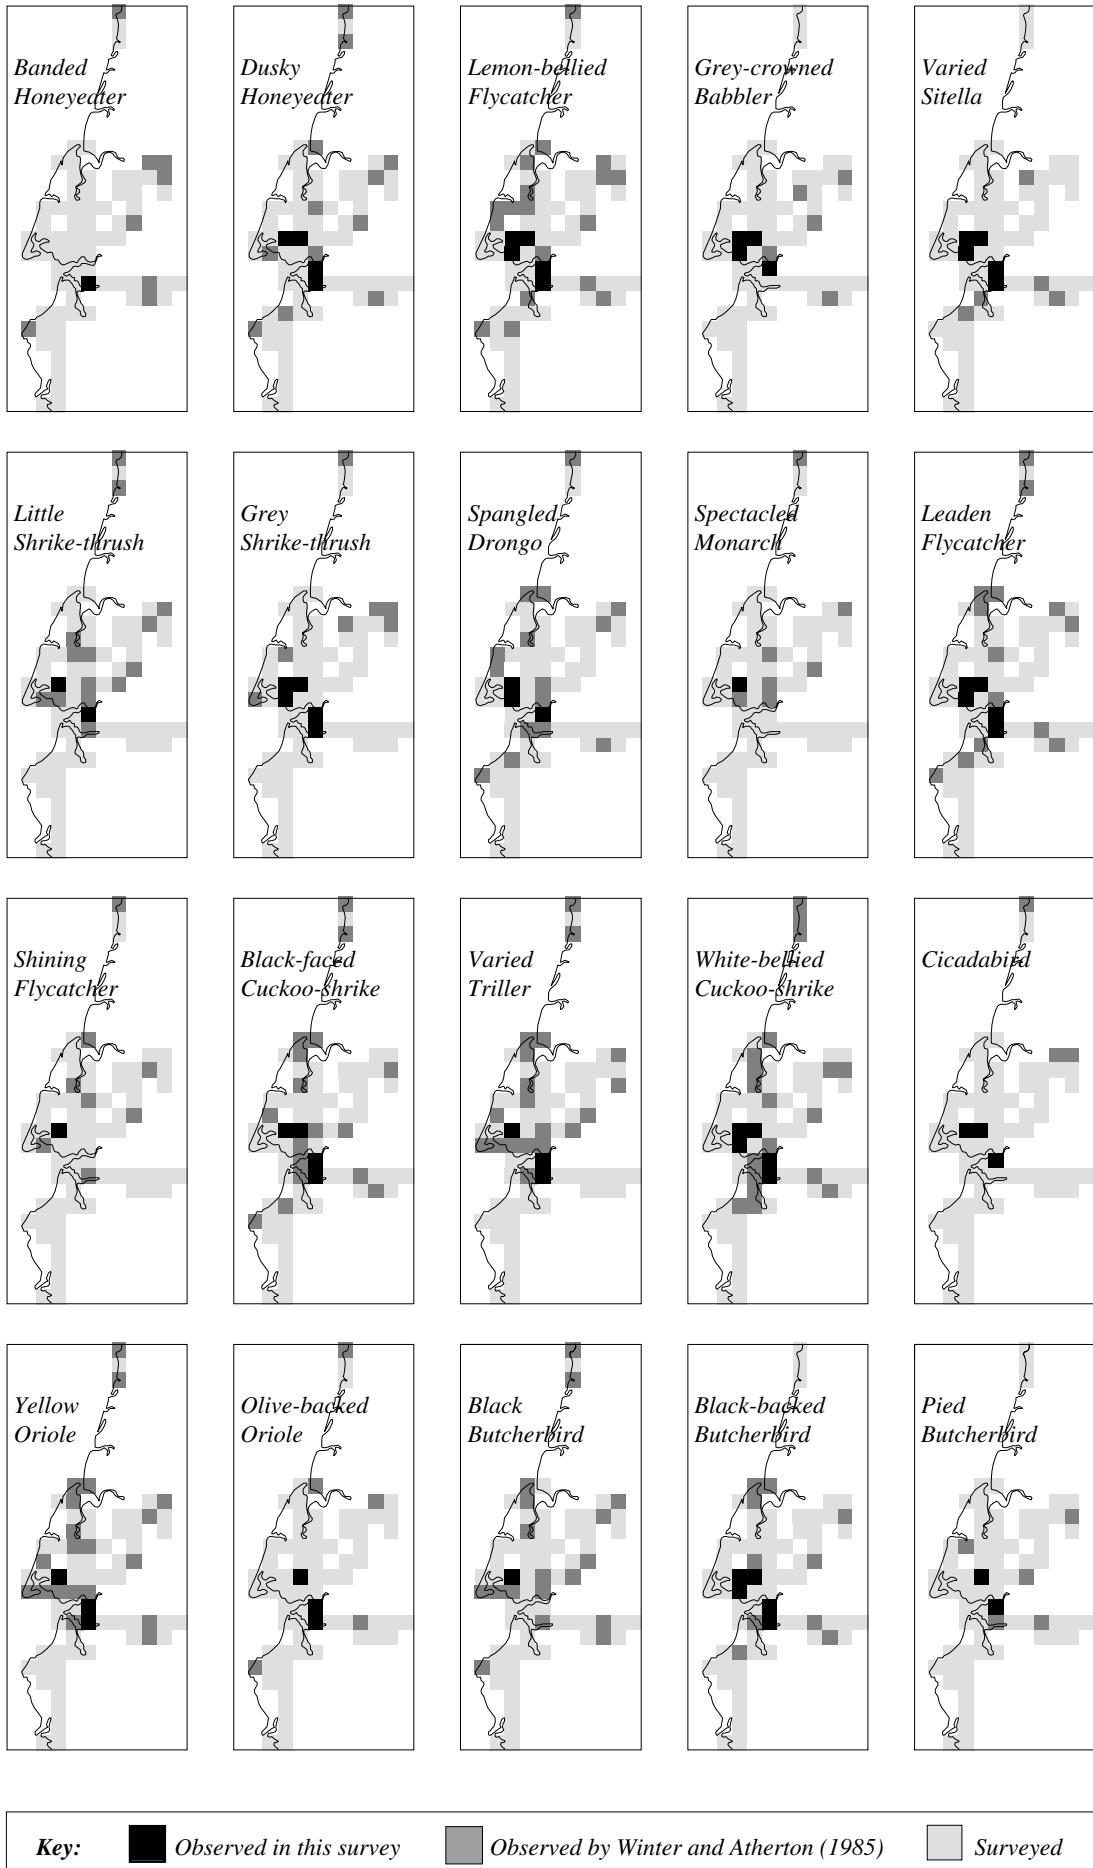 Banded
Honeyeater
Dusky
Honeyeater
Lemon-bellied
Flycatcher
Grey-crowned
Babbler
Varied
Sitella
Little
Shrike-thrush
Grey
Shrike-thrush
Spangled
Drongo
Spectacled
Monarch
Leaden
Flycatcher
Shining
Flycatcher
Black-faced
Cuckoo-shrike
Varied
Triller
White-bellied
Cuckoo-shrike
Cicadabird
Yellow
Oriole
Olive-backed
Oriole
Black
Butcherbird
Black-backed
Butcherbird
Pied
Butcherbird
Key: Observed in this survey Observed by Winter and Atherton (1985) Surveyed